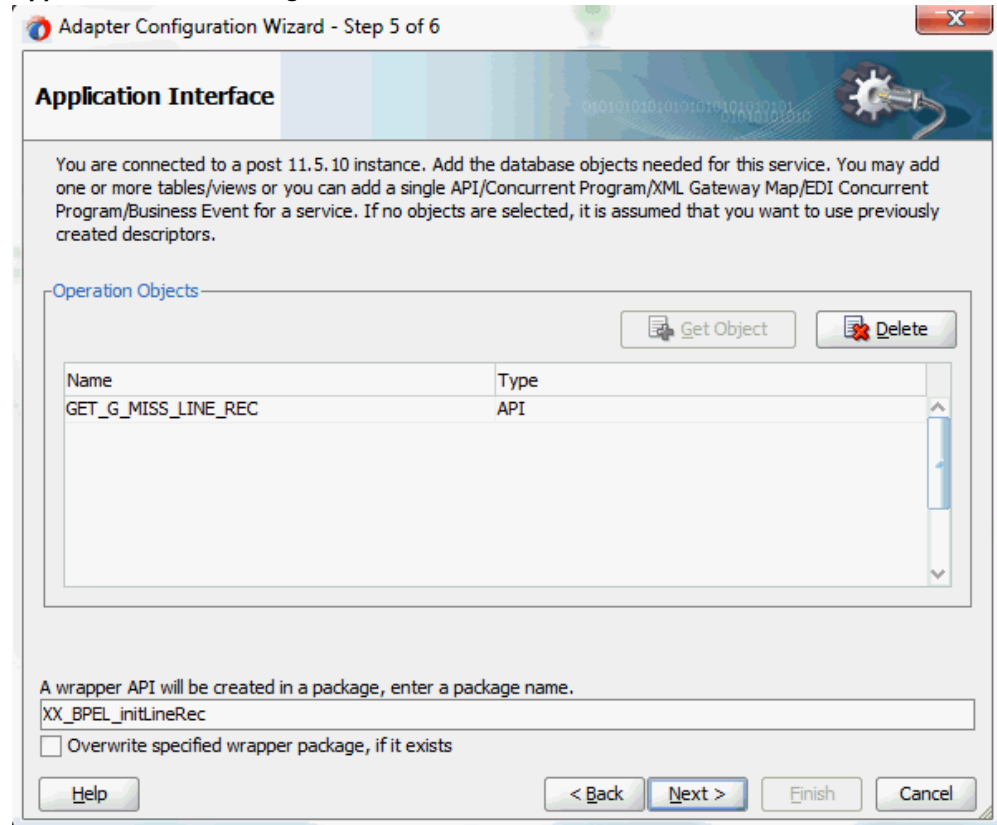 Adapter Configuration Wizard - Step 5 of 6
Application Interface
You are connected to a post 11.5.10 instance. Add the database objects needed for this service. You may add
one or more tables/views or you can add a single API/Concurrent Program/XML Gateway Map/EDI Concurrent
Program/Business Event for a service. If no objects are selected, it is assumed that you want to use previously
created descriptors.
Operation Objects
Get Object Delete
Name Type
GET_G_MISS_LINE_REC API
A wrapper API will be created in a package, enter a package name.
XX_BPEL_initLineRec
Overwrite specified wrapper package, if it exists
Help < Back Next > Finish Cancel